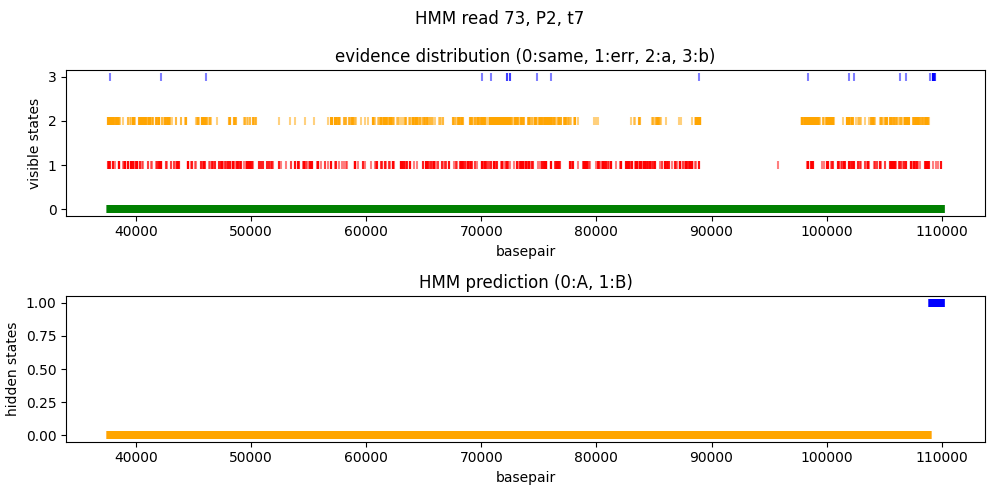 HMM read 73, P2, t7
evidence distribution (0:same, 1:err, 2:a, 3:b)
visible states
3
2
1
0
40000 50000 60000 70000 80000 90000 100000 110000
basepair
HMM prediction (0:A, 1:B)
hidden states
1.00
0.75
0.50
0.25
0.00
40000 50000 60000 70000 80000 90000 100000 110000
basepair